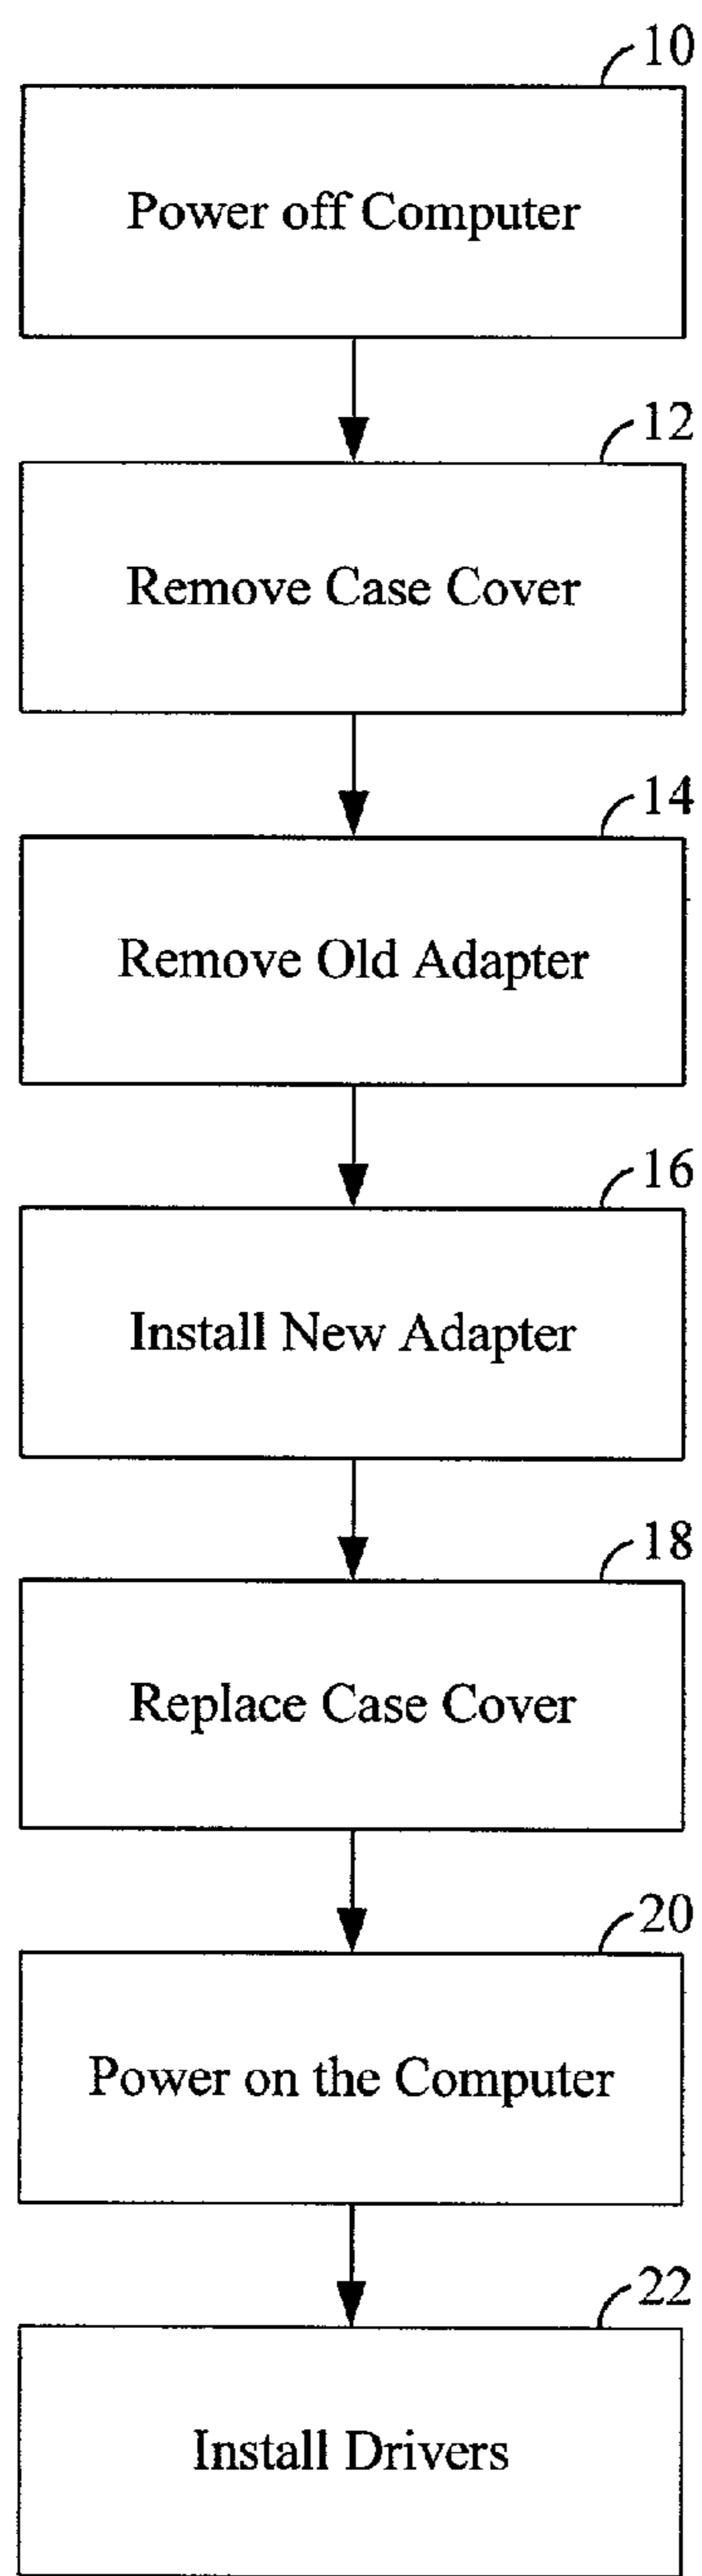 10
Power off Computer
12
Remove Case Cover
14
Remove Old Adapter
16
Install New Adapter
18
Replace Case Cover
20
Power on the Computer
22
Install Drivers